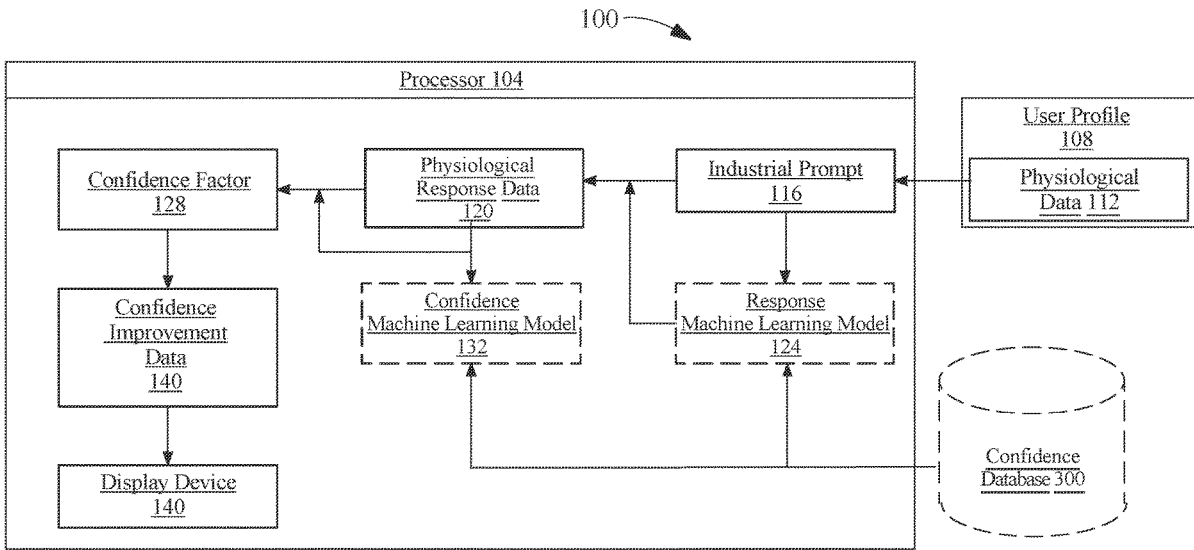 100
Processor 104
User Profile
108
Physiological
Data 112
Industrial Prompt
116
Physiological
Response Data
120
Confidence Factor
128
Confidence
Improvement
Data
140
Confidence
Machine Learning Model
132
Response
Machine Learning Model
124
Display Device
140
Confidence
Database 300